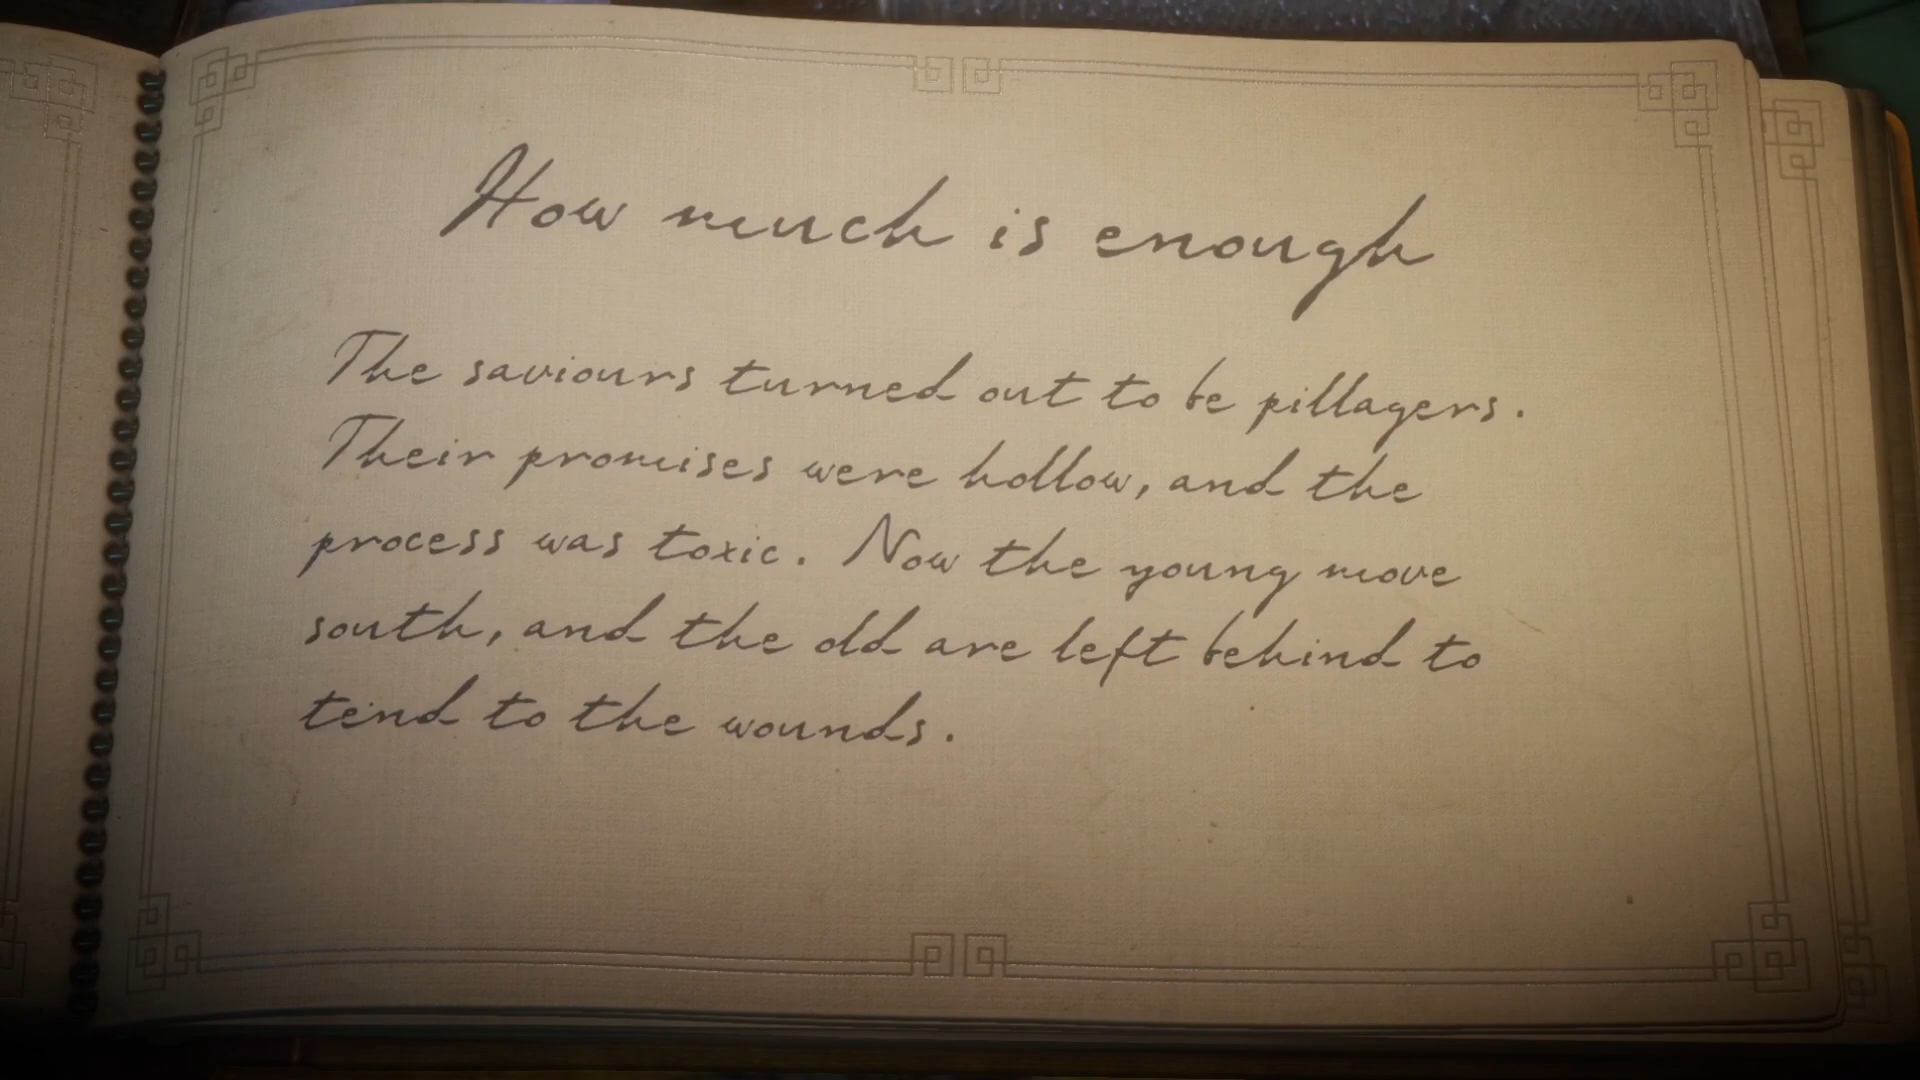 How much is enough
The saviours turned out to be pillagers.
Their promises were hollow, and the
process was toxic. Now the young move
south, and the old are left behind to
tend to the wounds.